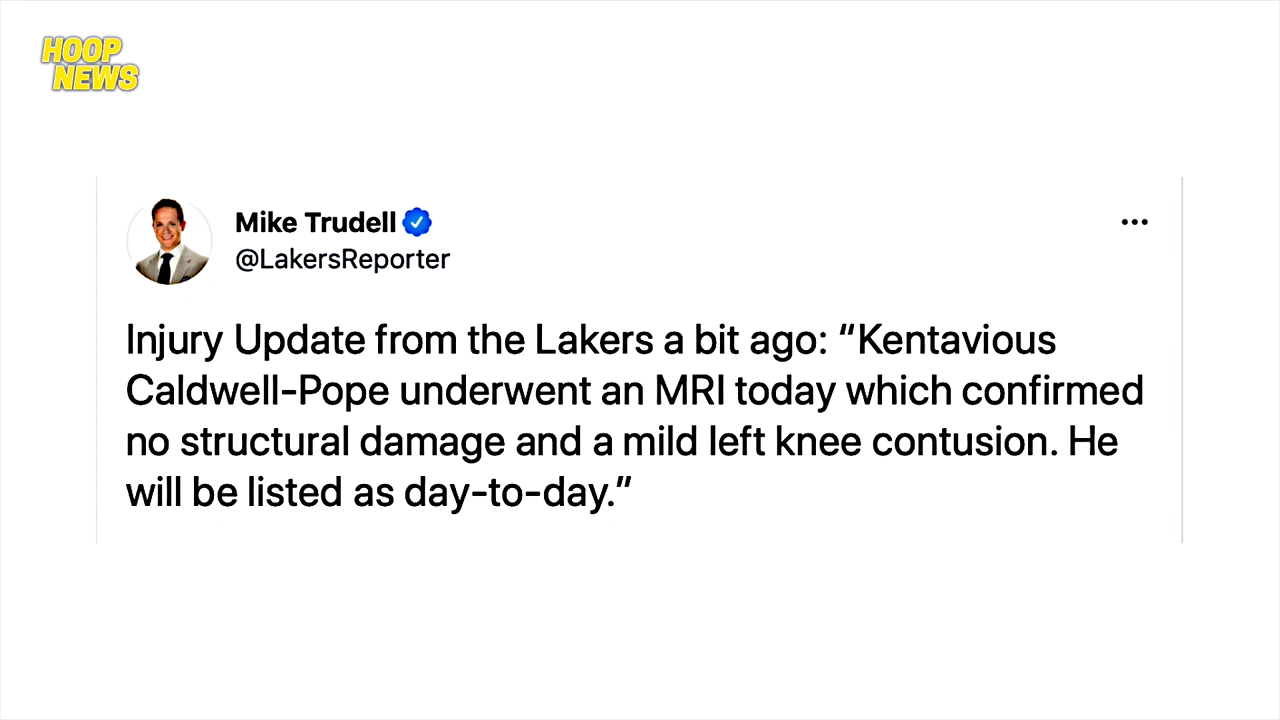 HOOP
NEWS
Mike Trudell
@LakersReporter
Injury Update from the Lakers a bit ago: “Kentavious
Caldwell-Pope underwent an MRI today which confirmed
no structural damage and a mild left knee contusion. He
will be listed as day-to-day.”